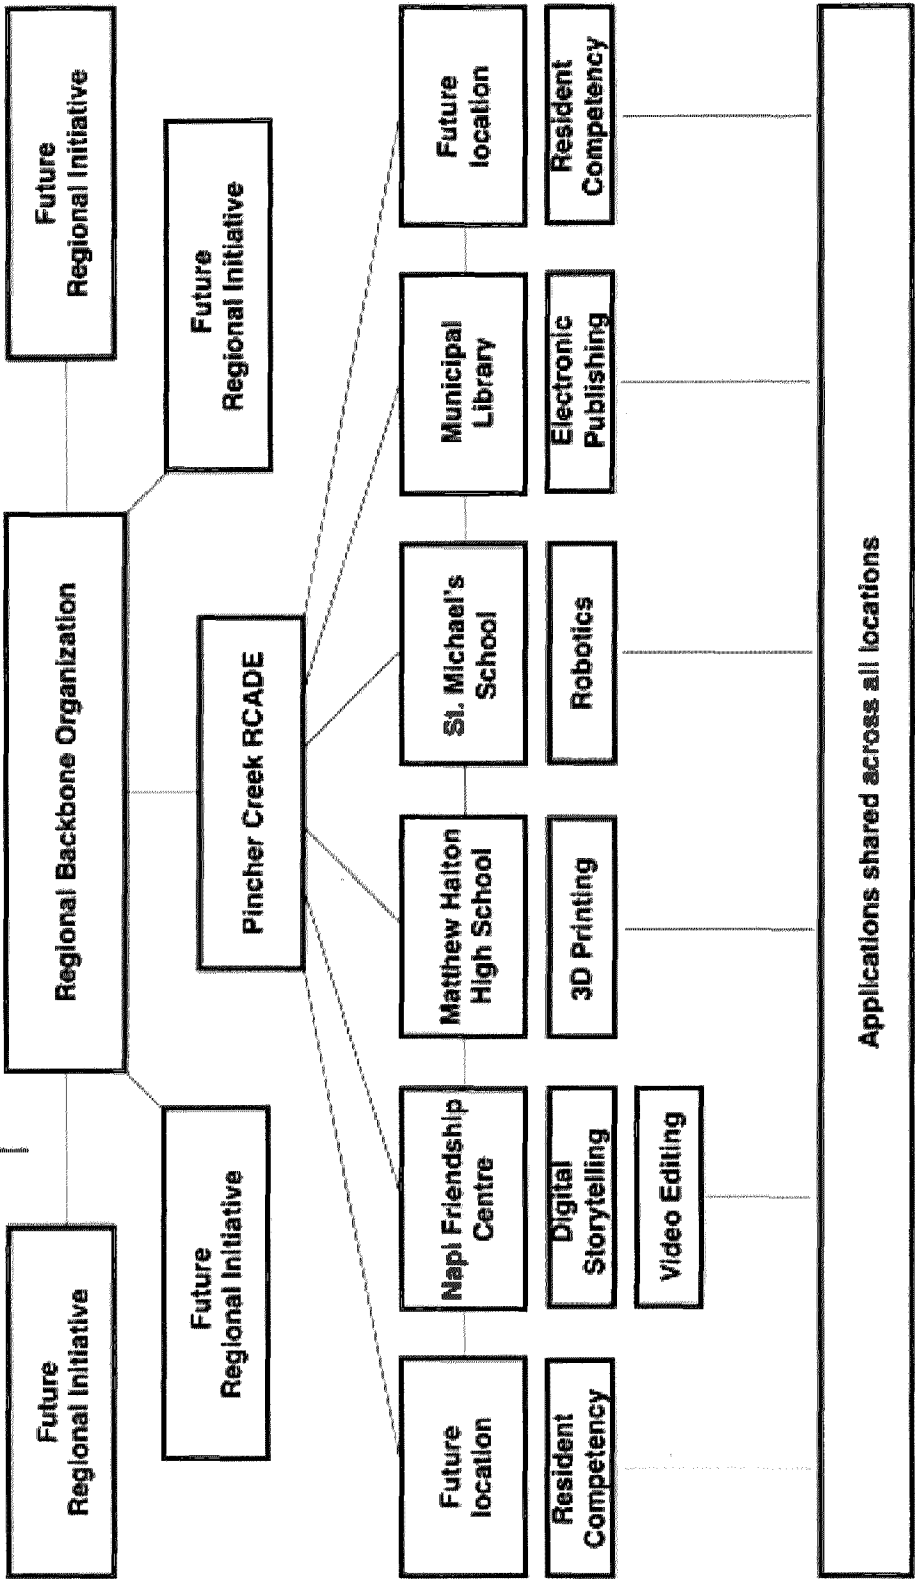 Future
Regional Initiative
Regional Backbone Organization
Future
Regional Initiative
Future
Regional Initiative
Future
Regional Initiative
Pincher Creek RCADE
Future
location
Napi Friendship
Centre
Matthew Halton
High School
St. Michael's
School
Municipal
Library
Future
location
Resident
Competency
Digital
Storytelling
3D Printing
Robotics
Electronic
Publishing
Resident
Competency
Video Editing
Applications shared across all locations